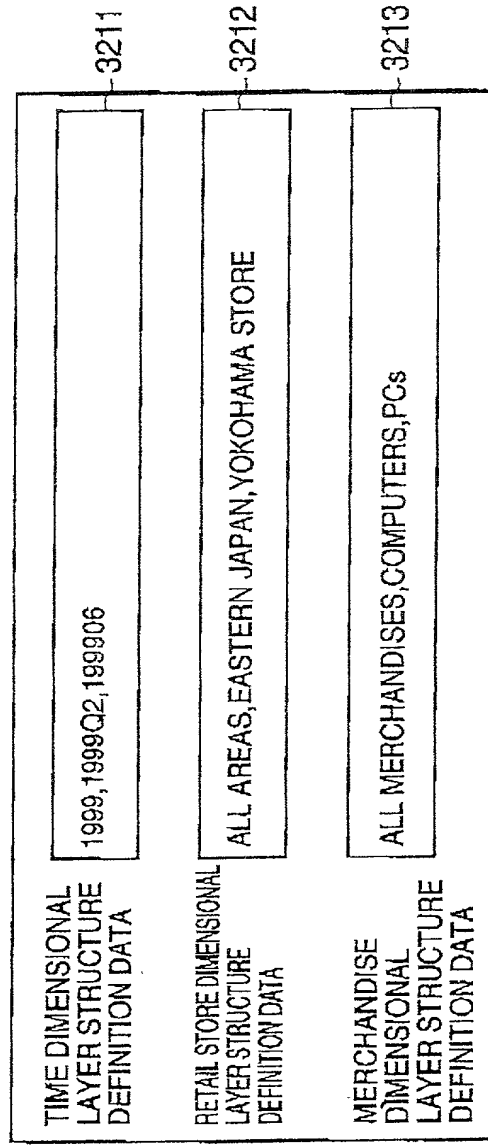 TIME DIMENSIONAL
LAYER STRUCTURE
DEFINITION DATA
1999,1999Q2,199906
3211
RETAIL STORE DIMENSIONAL
LAYER STRUCTURE
DEFINITION DATA
ALL AREAS,EASTERN JAPAN,YOKOHAMA STORE
3212
MERCHANDISE
DIMENSIONAL
LAYER STRUCTURE
DEFINITION DATA
ALL MERCHANDISES,COMPUTERS,PCs
3213